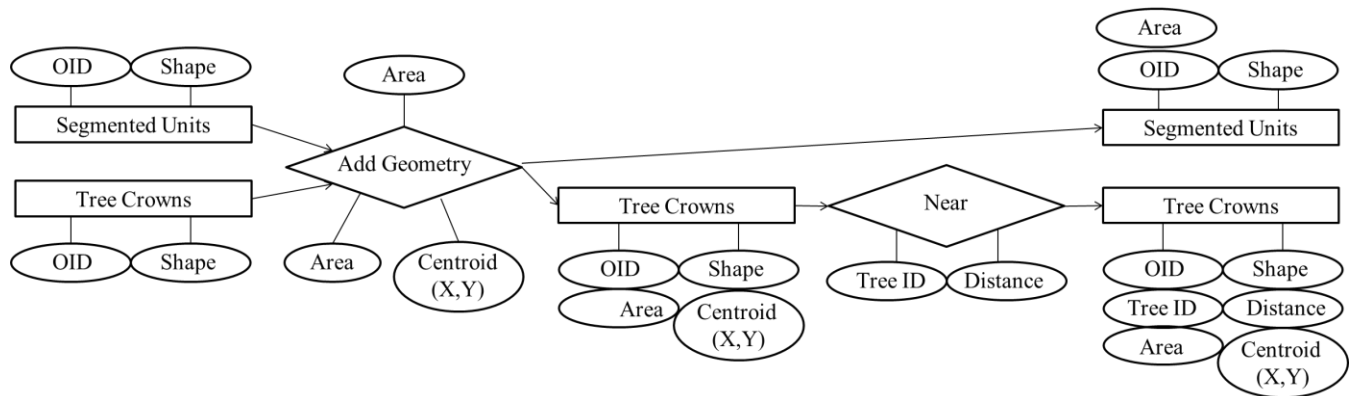 Area
OID Shape
Segmented Units
Area
Add Geometry
Tree Crowns
OID Shape
Area
Centroid
(X,Y)
Tree Crowns
OID Shape
Area
Centroid
(X,Y)
Near
Tree ID Distance
Area
OID Shape
Segmented Units
Tree Crowns
OID Shape
Tree ID Distance
Area
Centroid
(X,Y)